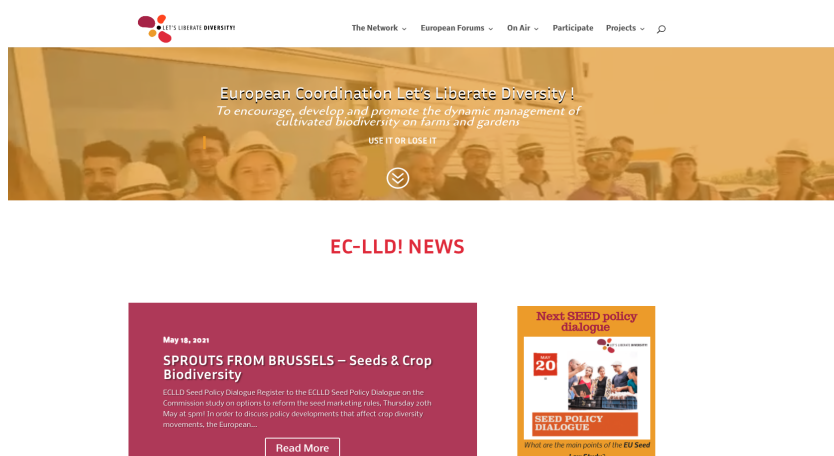 LET'S LIBERATE DIVERSITY!
The Network
European Forums
On Air
Participate
Projects
European Coordination Let's Liberate Diversity !
To encourage, develop and promote the dynamic management of
cultivated biodiversity on farms and gardens
USE IT OR LOSE IT
EC-LLD! NEWS
May 18, 2021
SPROUTS FROM BRUSSELS – Seeds & Crop
Biodiversity
ECLLD Seed Policy Dialogue Register to the ECLLD Seed Policy Dialogue on the
Commission study on options to reform the seed marketing rules, Thursday 20th
May at 5pm! In order to discuss policy developments that affect crop diversity
movements, the European...
Read More
Next SEED policy
dialogue
LET'S LIBERATE DIVERSITY!
MAY
20
SEED POLICY
DIALOGUE
What are the main points of the EU Seed
Law Study?